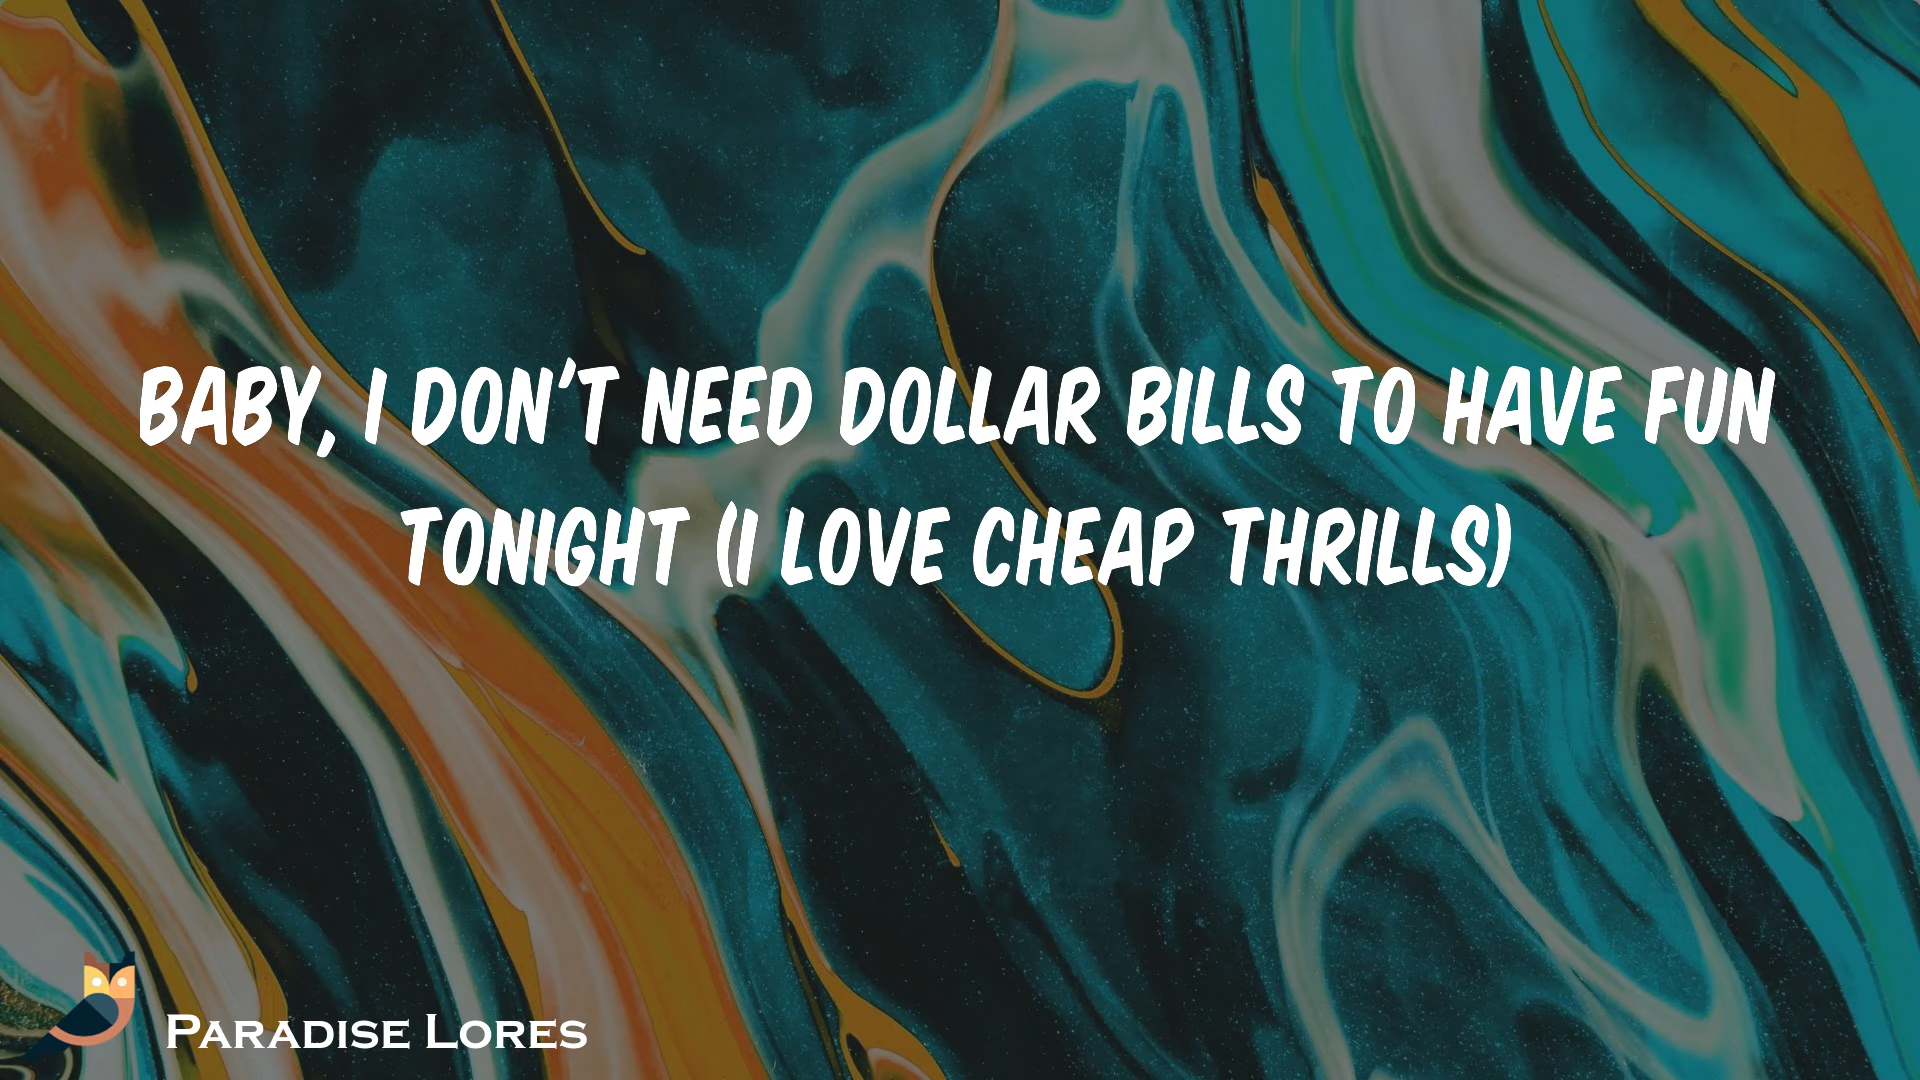 BABY, I DON'T NEED DOLLAR BILLS TO HAVE FUN
TONIGHT (I LOVE CHEAP THRILLS)
PARADISE LORES